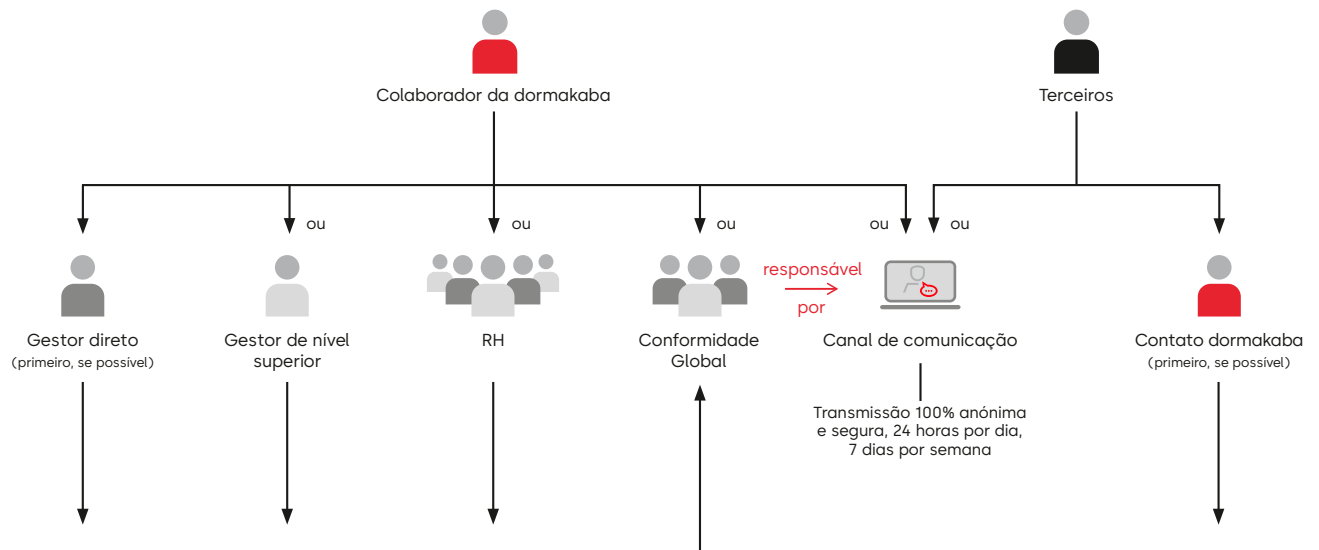 Colaborador da dormakaba
Terceiros
ou
ou
ou
ou
ou
responsável
por
Gestor direto
(primeiro, se possível)
Gestor de nível
superior
RH
Conformidade
Global
Canal de comunicação
Contato dormakaba
(primeiro, se possível)
Transmissão 100% anónima
e segura, 24 horas por dia,
7 dias por semana